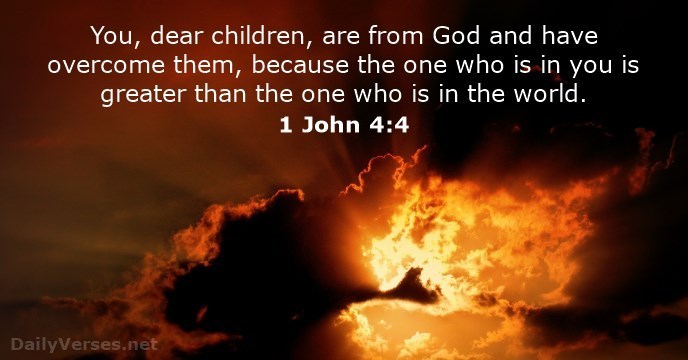 You, dear children, are from God and have
overcome them, because the one who is in you is
greater than the one who is in the world.
1 John 4:4
DailyVerses.net